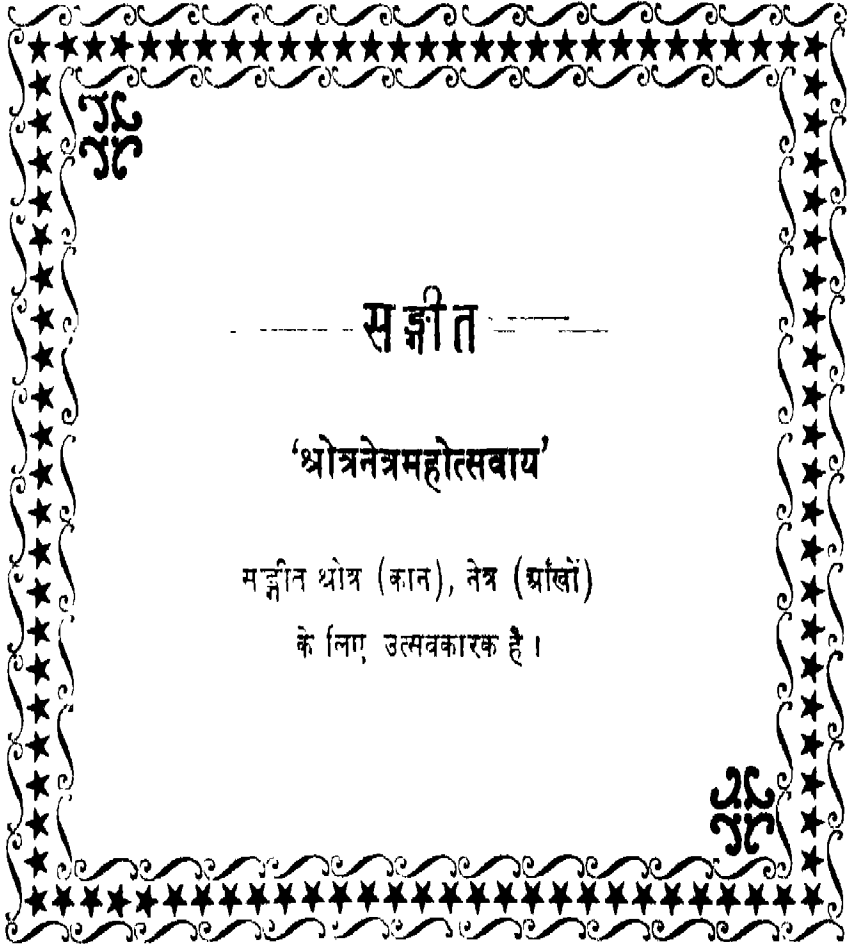 सङ्गीत
'श्रोत्रनेत्रमहोत्सवाय'
सङ्गीत श्रोत्र (कान), नेत्र (आंखों)
के लिए उत्सवकारक है ।